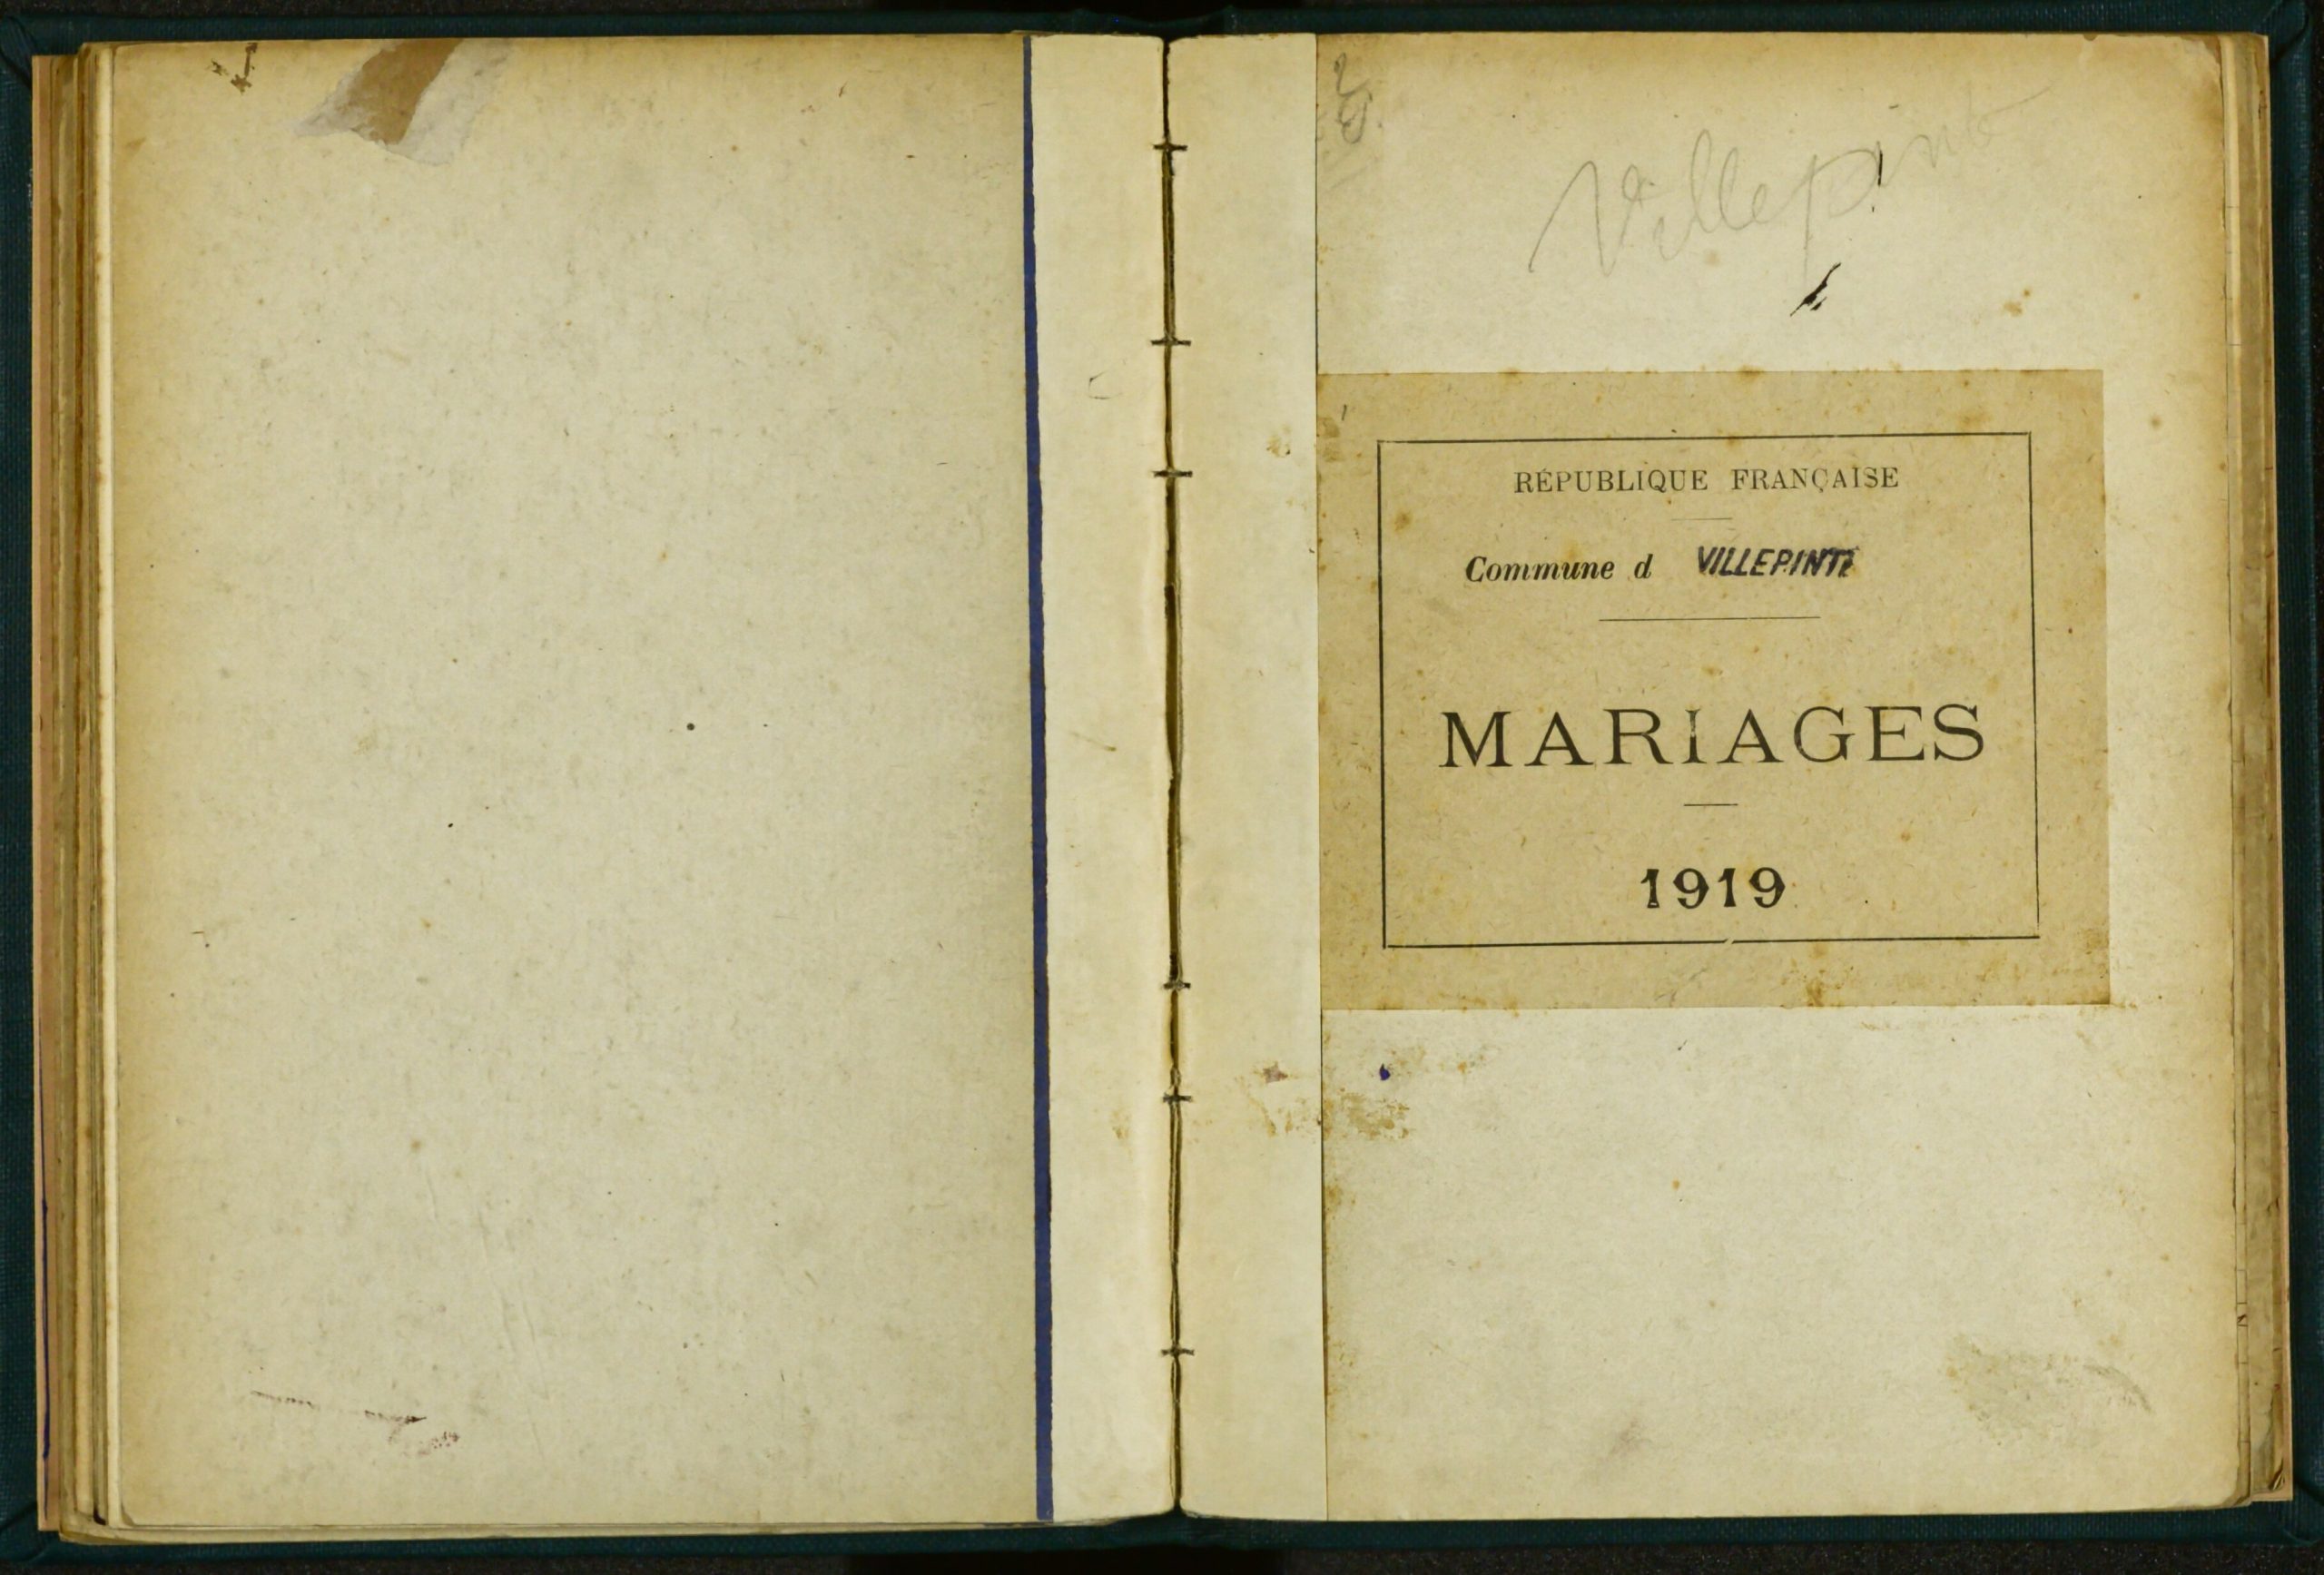 Villepinte
RÉPUBLIQUE FRANÇAISE
Commune d VILLEPINTE
MARIAGES
1919